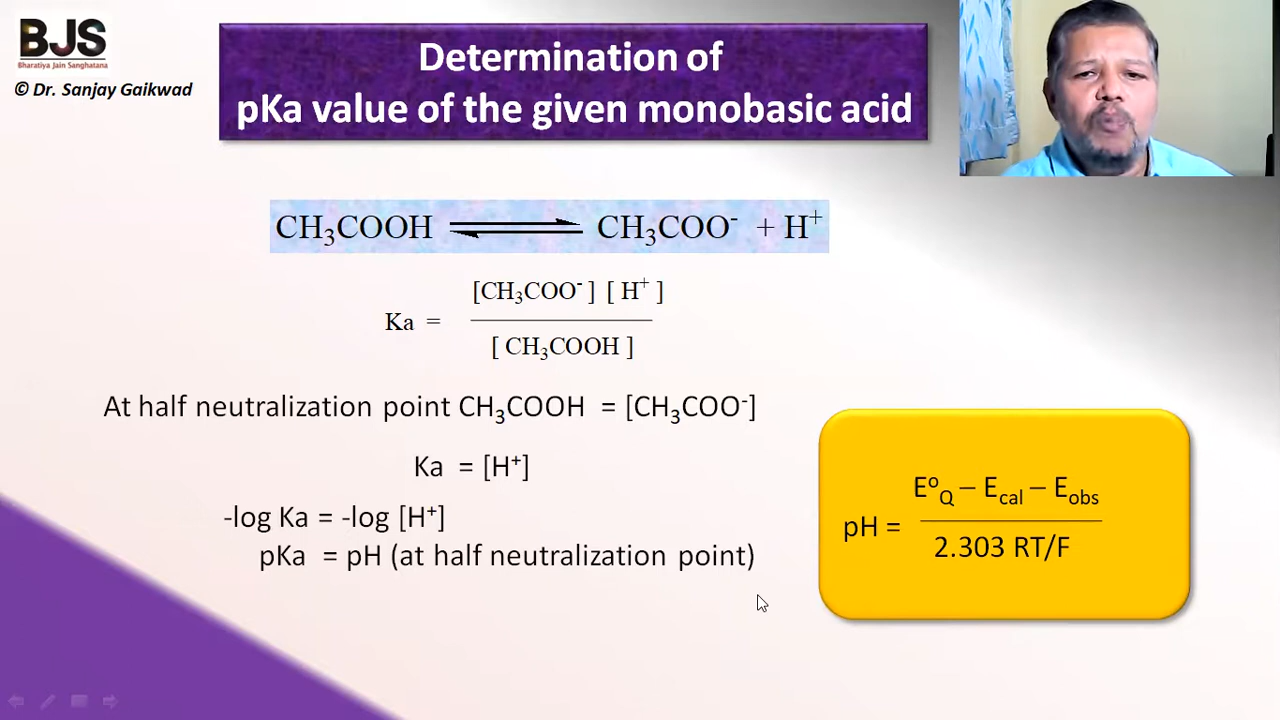 BJS
Bharatiya Jain Sanghatana
© Dr. Sanjay Gaikwad
Determination of
pKa value of the given monobasic acid
CH₃COOH ⇌ CH₃COO⁻ + H⁺
Ka = [CH₃COO⁻] [H⁺] / [CH₃COOH]
At half neutralization point CH₃COOH = [CH₃COO⁻]
Ka = [H⁺]
-log Ka = -log [H⁺]
pKa = pH (at half neutralization point)
pH = E°Q – Ecal – Eobs / 2.303 RT/F